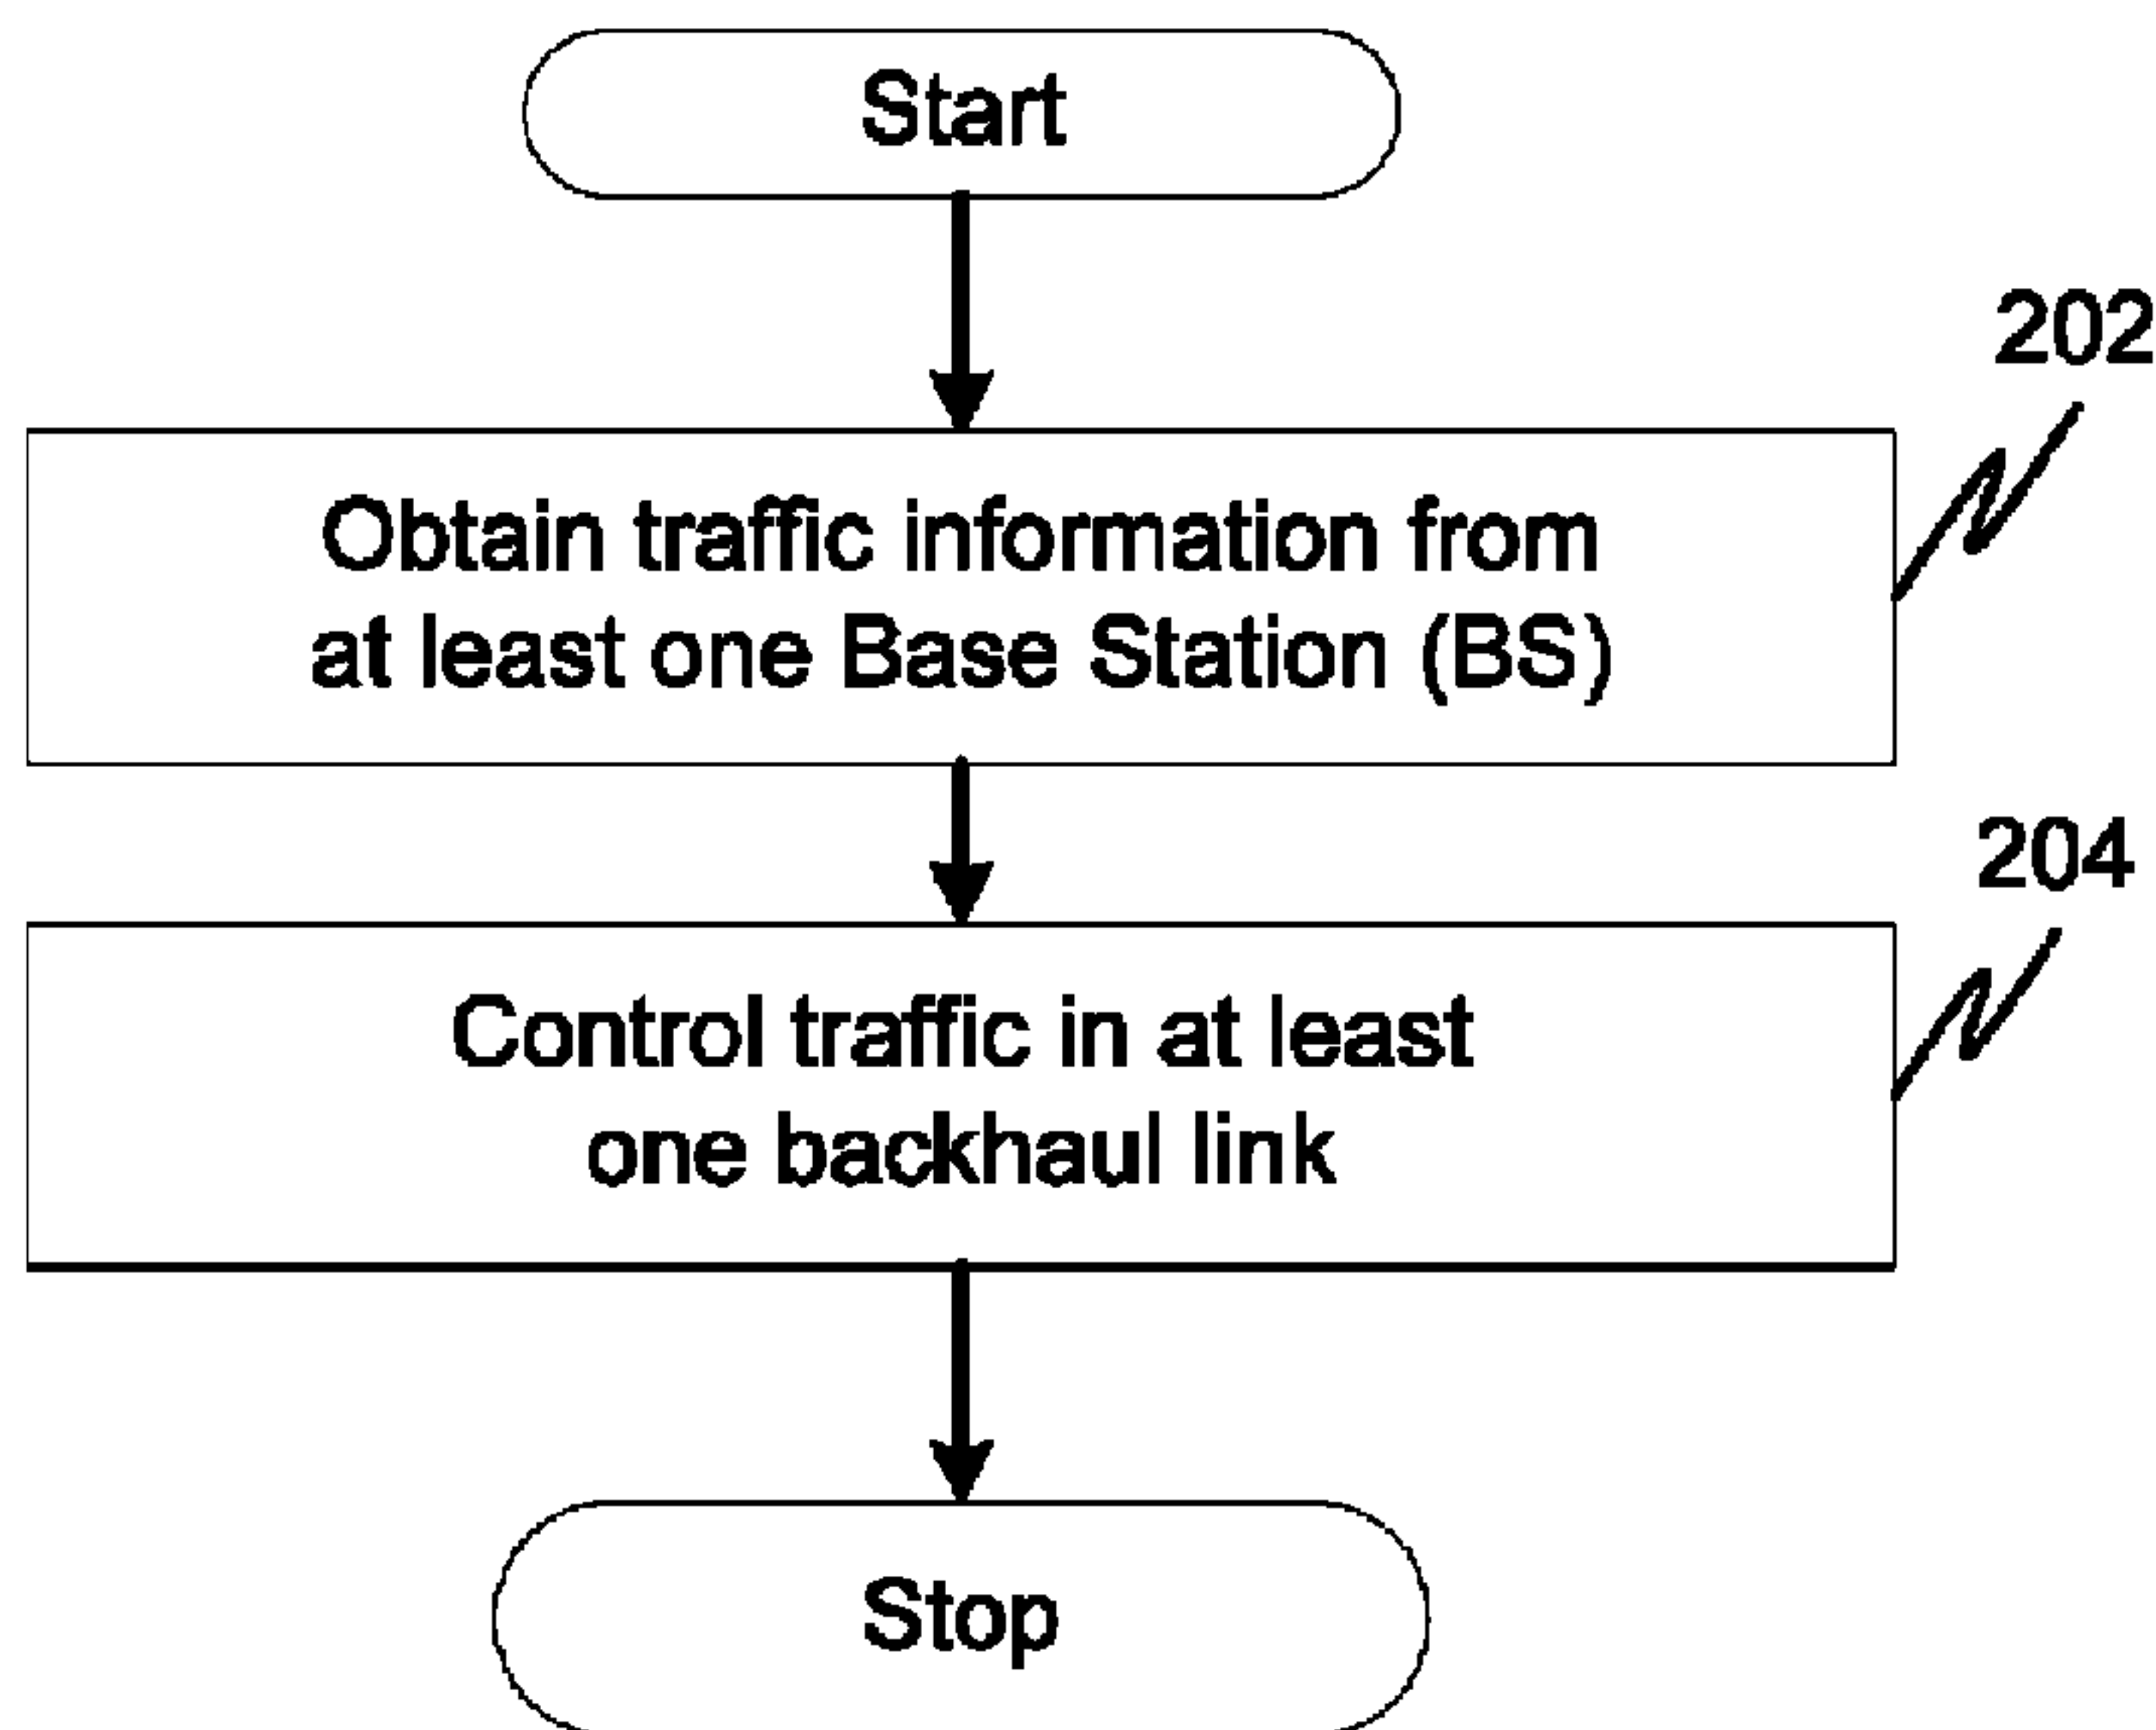 Start
202
Obtain traffic information from
at least one Base Station (BS)
204
Control traffic in at least
one backhaul link
Stop